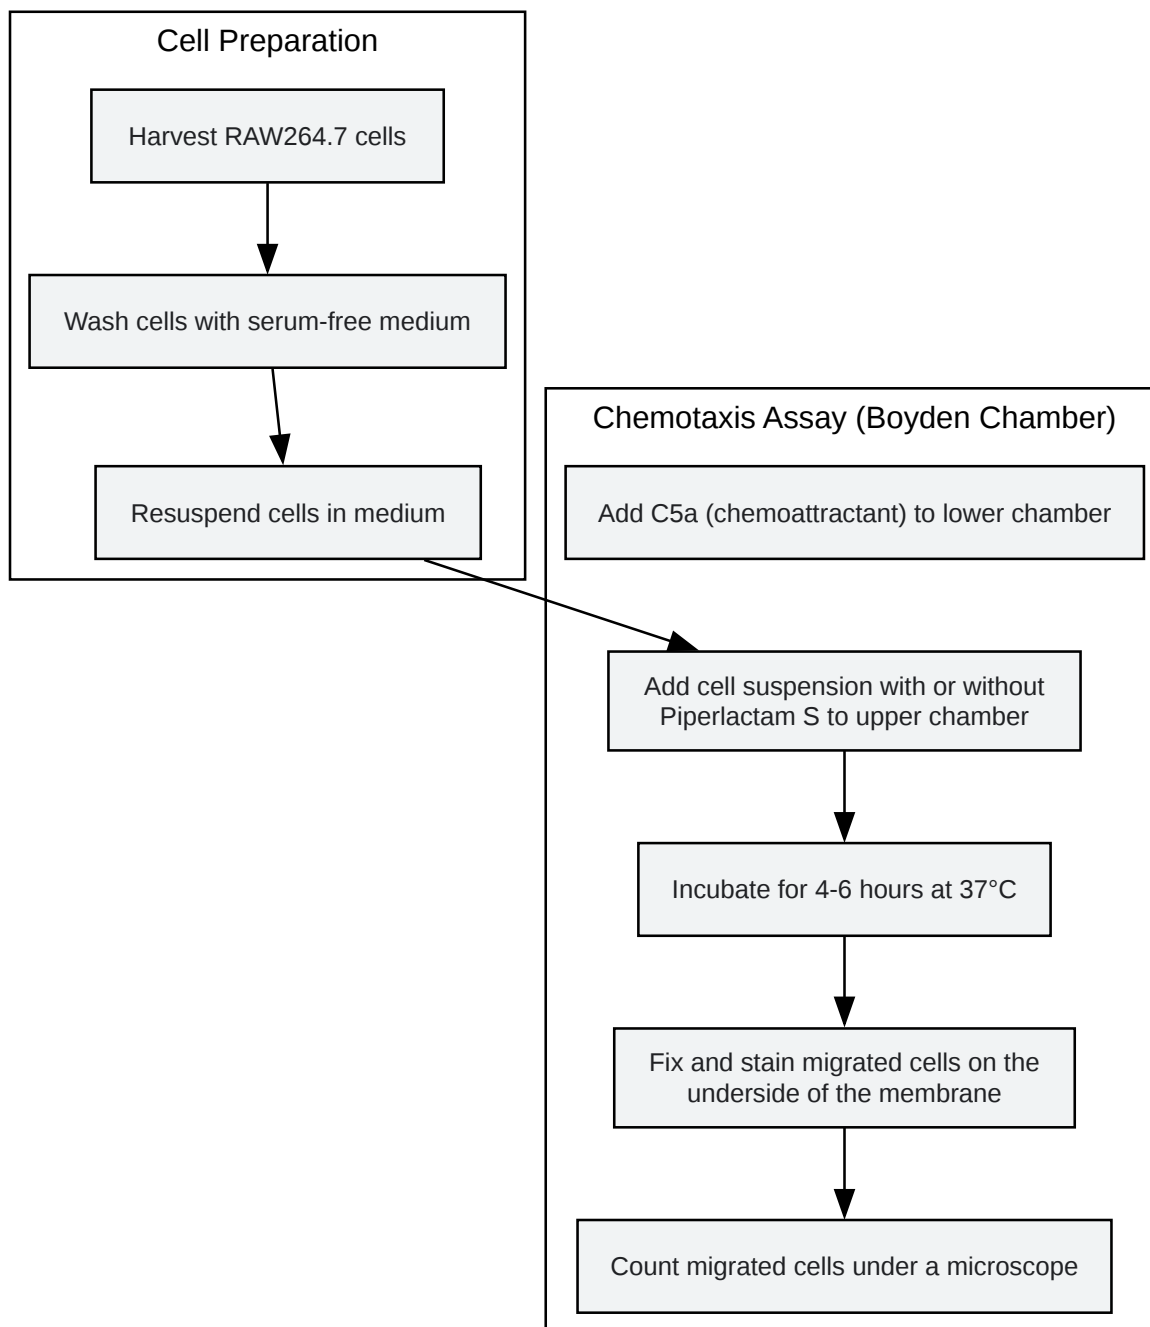 Cell Preparation
Harvest RAW264.7 cells
Wash cells with serum-free medium
Resuspend cells in medium
Chemotaxis Assay (Boyden Chamber)
Add C5a (chemoattractant) to lower chamber
Add cell suspension with or without
Piperlactam S to upper chamber
Incubate for 4-6 hours at 37°C
Fix and stain migrated cells on the
underside of the membrane
Count migrated cells under a microscope